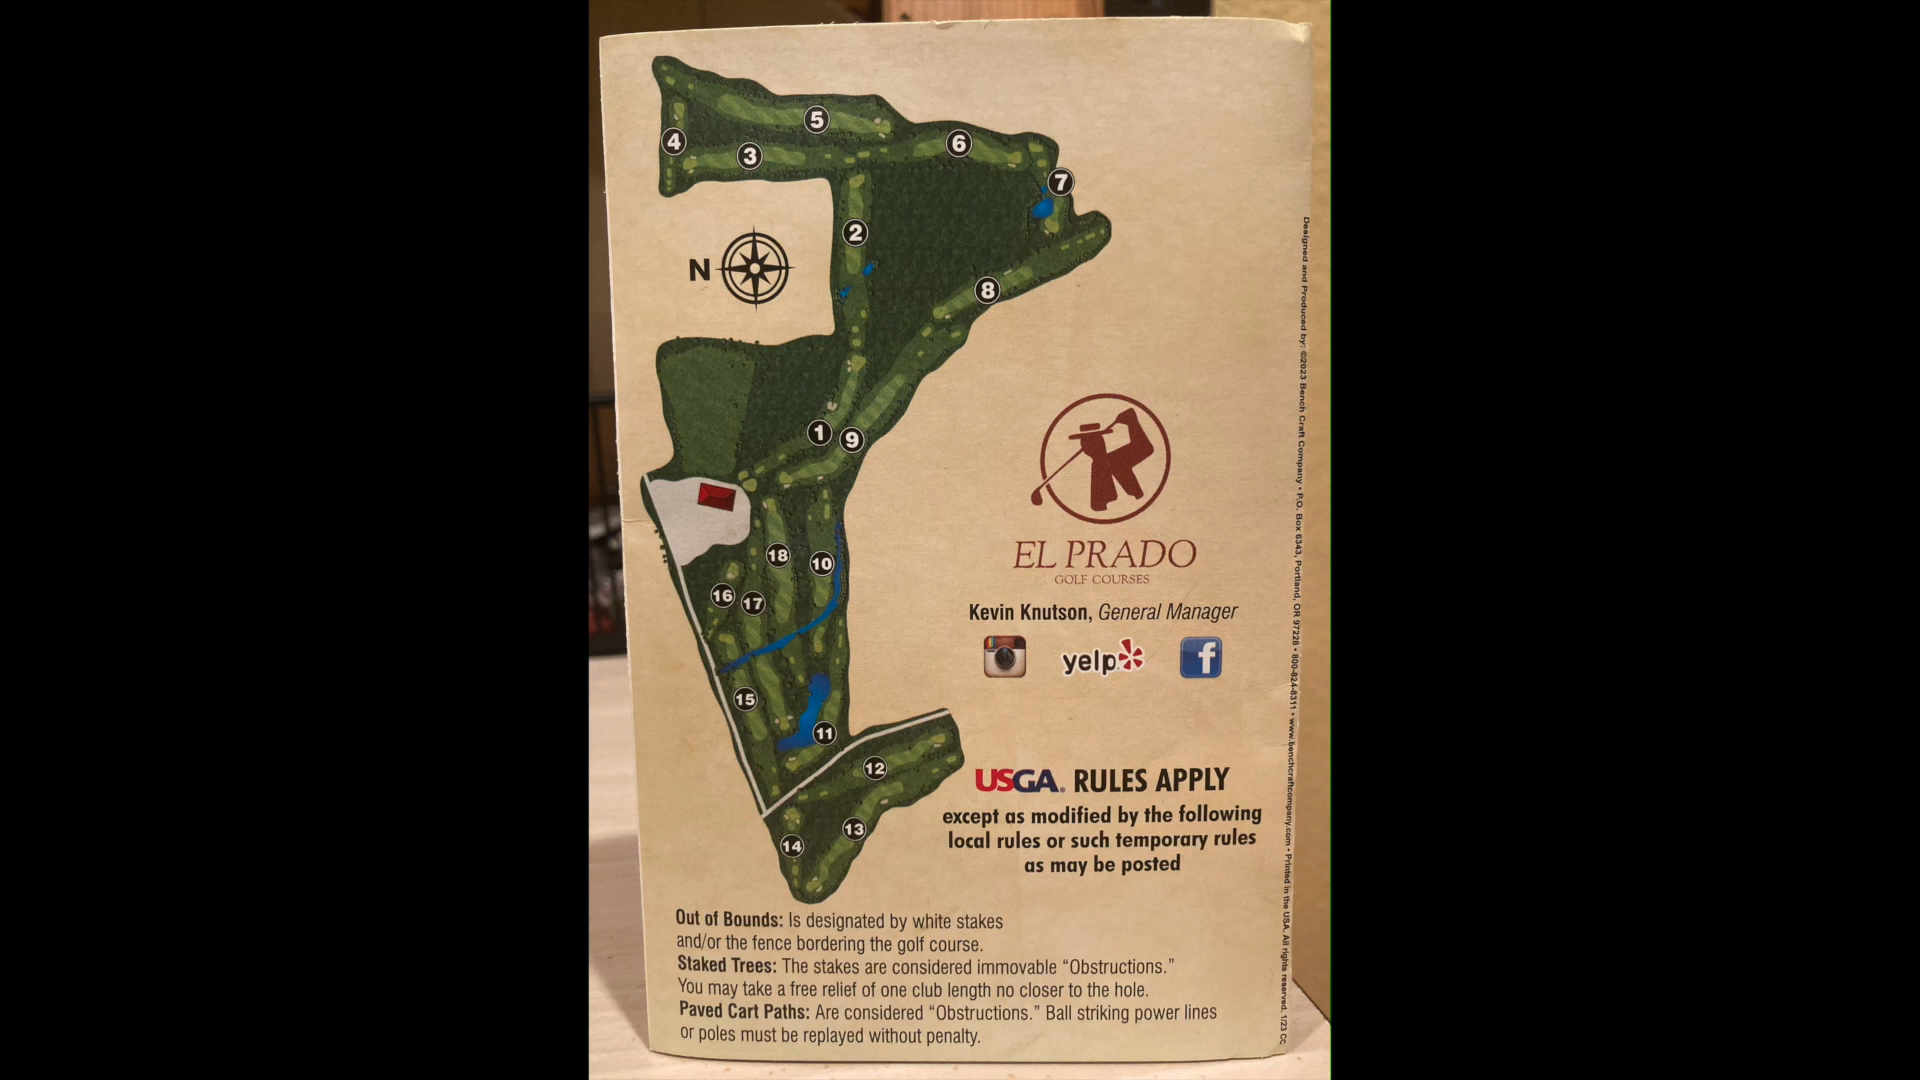 5
4
3
6
7
2
N
8
1
9
18
10
16
17
15
11
12
13
14
EL PRADO
GOLF COURSES
Kevin Knutson, General Manager
yelp
f
USGA. RULES APPLY
except as modified by the following
local rules or such temporary rules
as may be posted
Out of Bounds: Is designated by white stakes
and/or the fence bordering the golf course.
Staked Trees: The stakes are considered immovable “Obstructions.”
You may take a free relief of one club length no closer to the hole.
Paved Cart Paths: Are considered “Obstructions.” Ball striking power lines
or poles must be replayed without penalty.
Designed and Produced by: ©2023 Bench Craft Company • P.O. Box 6343, Portland, OR 97228 • 800-824-8311 • www.benchcraftcompany.com • Printed in the USA. All rights reserved. 1/23 CC